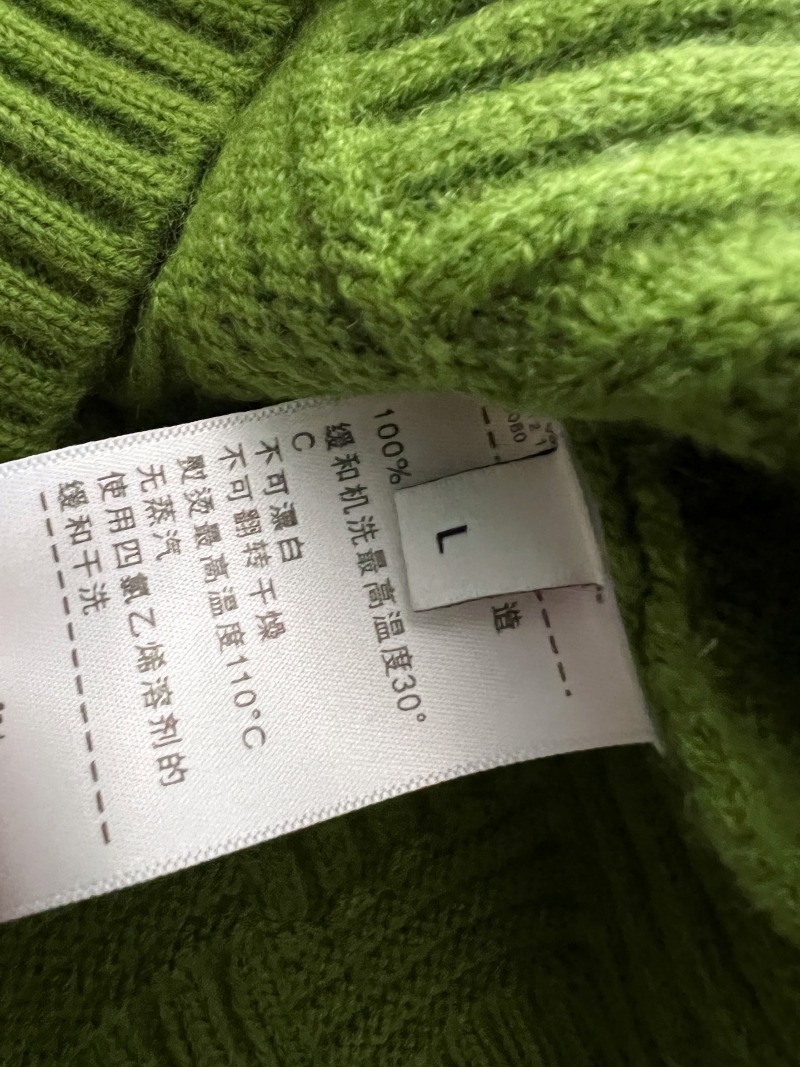 造
100%
缓和机洗最高温度30°
C
不可漂白
不可翻转干燥
熨烫最高温度110°C
无蒸汽
使用四氯乙烯溶剂的
缓和干洗
L